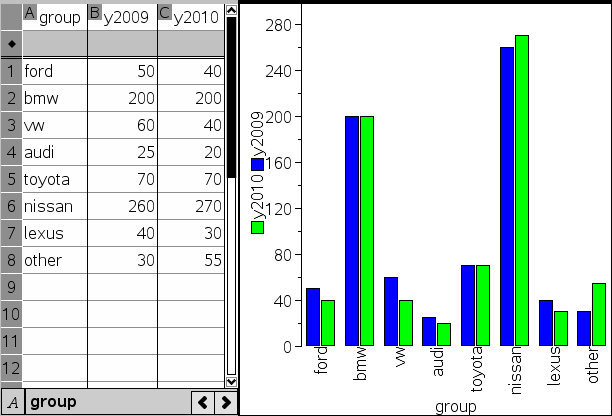 A group B y2009 C y2010
◆
1 ford 50 40
2 bmw 200 200
3 vw 60 40
4 audi 25 20
5 toyota 70 70
6 nissan 260 270
7 lexus 40 30
8 other 30 55
9
10
11
12
A group
280
240
200
160
120
80
40
0
y2010 y2009
ford bmw vw audi toyota nissan lexus other
group